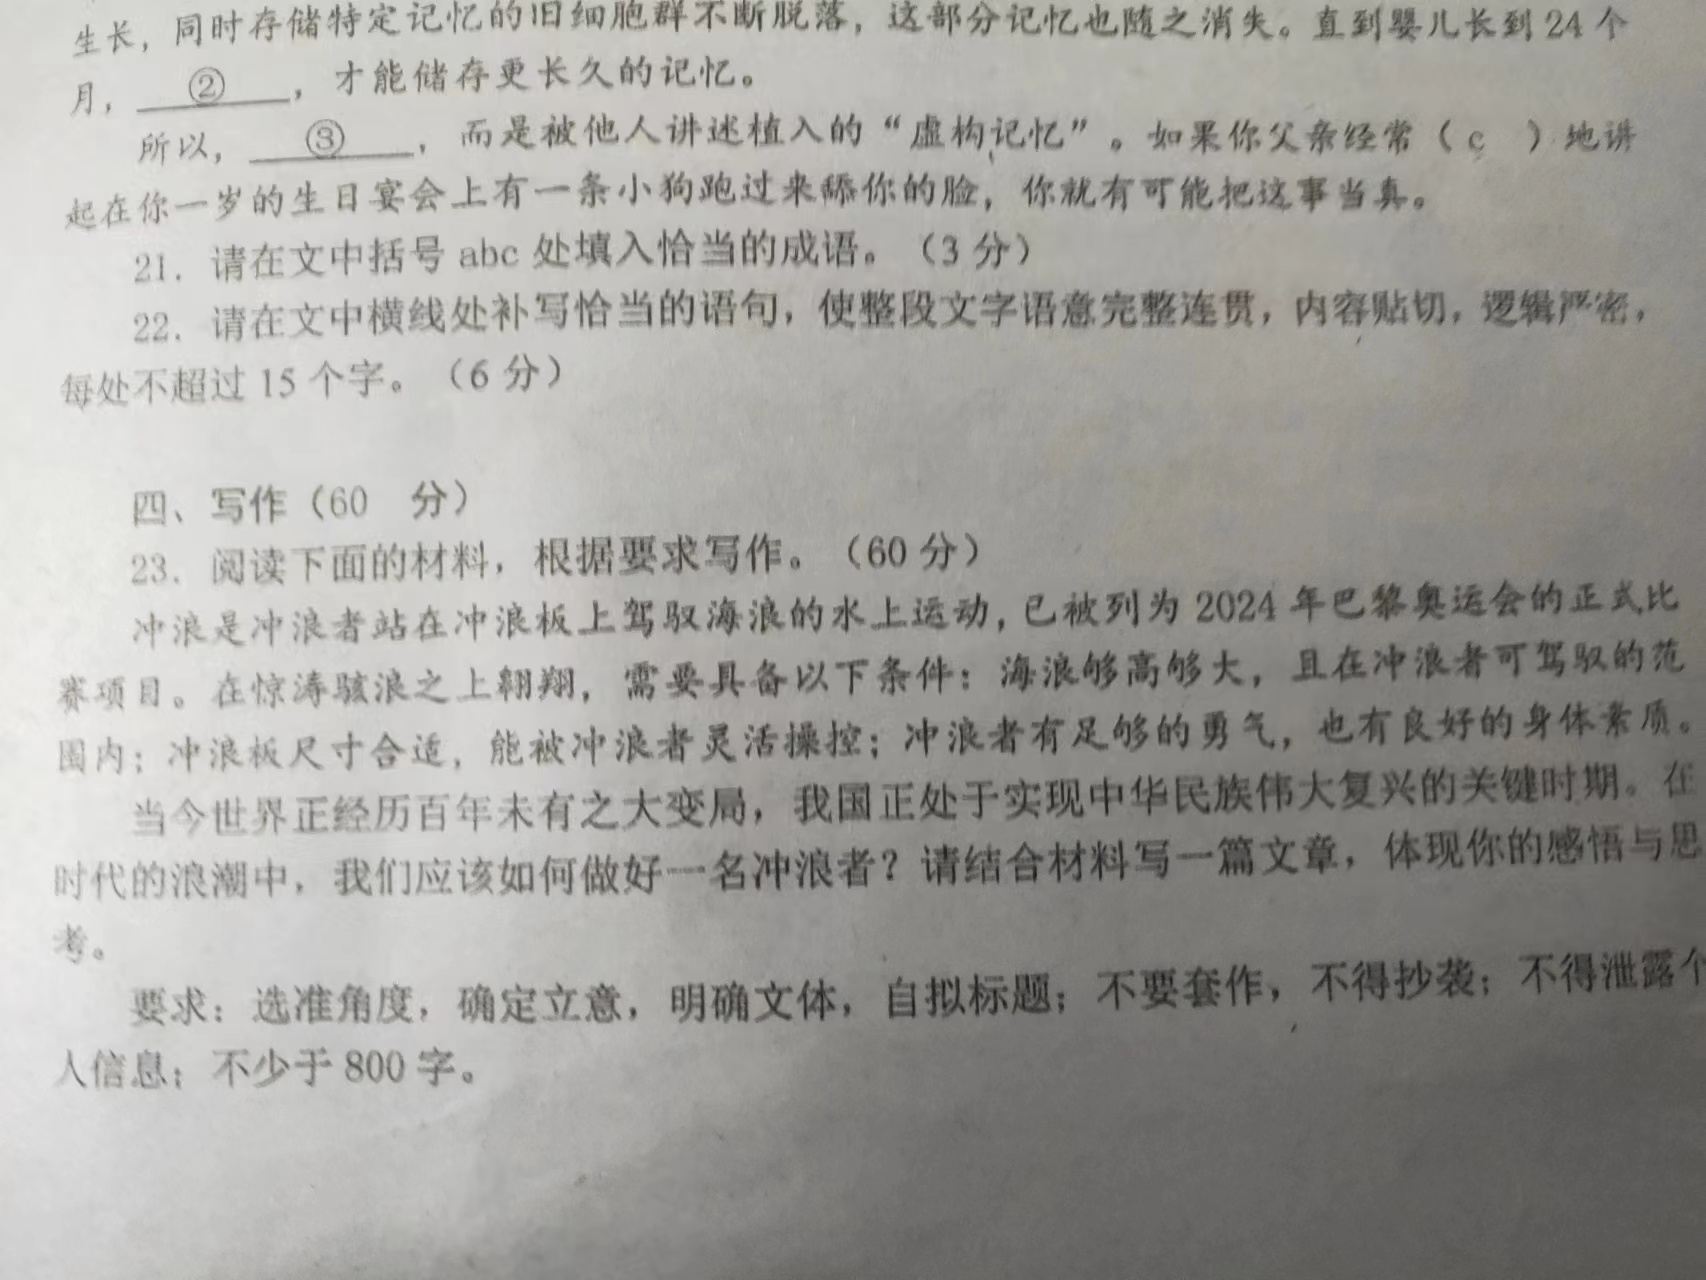 生长，同时存储特定记忆的旧细胞群不断脱落，这部分记忆也随之消失。直到婴儿长到 24 个
月，②，才能储存更长久的记忆。
所以，③，而是被他人讲述植入的“虚构记忆”。如果你父亲经常（ c ）地讲
起在你一岁的生日宴会上有一条小狗跑过来舔你的脸，你就有可能把这事当真。
21. 请在文中括号 abc 处填入恰当的成语。（3 分）
22. 请在文中横线处补写恰当的语句，使整段文字语意完整连贯，内容贴切，逻辑严密，
每处不超过 15 个字。（6 分）
四、写作（60 分）
23. 阅读下面的材料，根据要求写作。（60 分）
冲浪是冲浪者站在冲浪板上驾驭海浪的水上运动，已被列为 2024 年巴黎奥运会的正式比
赛项目。在惊涛骇浪之上翱翔，需要具备以下条件：海浪够高够大，且在冲浪者可驾驭的范
围内；冲浪板尺寸合适，能被冲浪者灵活操控；冲浪者有足够的勇气，也有良好的身体素质。
当今世界正经历百年未有之大变局，我国正处于实现中华民族伟大复兴的关键时期。在
时代的浪潮中，我们应该如何做好一名冲浪者？请结合材料写一篇文章，体现你的感悟与思
考。
要求：选准角度，确定立意，明确文体，自拟标题；不要套作，不得抄袭；不得泄露个
人信息；不少于 800 字。